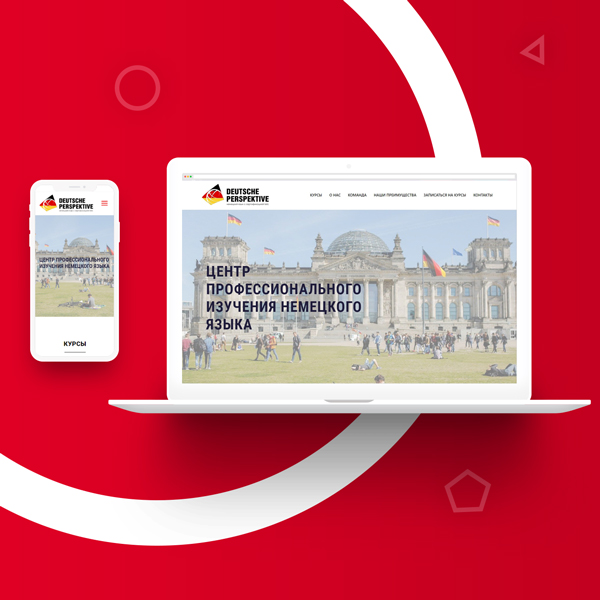 DEUTSCHE
PERSPEKTIVE
ЦЕНТР ПРОФЕССИОНАЛЬНОГО
ИЗУЧЕНИЯ НЕМЕЦКОГО ЯЗЫКА
КУРСЫ
DEUTSCHE
PERSPEKTIVE
КУРСЫ О НАС КОМАНДА НАШИ ПРЕИМУЩЕСТВА ЗАПИСАТЬСЯ НА КУРСЫ КОНТАКТЫ
ЦЕНТР
ПРОФЕССИОНАЛЬНОГО
ИЗУЧЕНИЯ НЕМЕЦКОГО
ЯЗЫКА